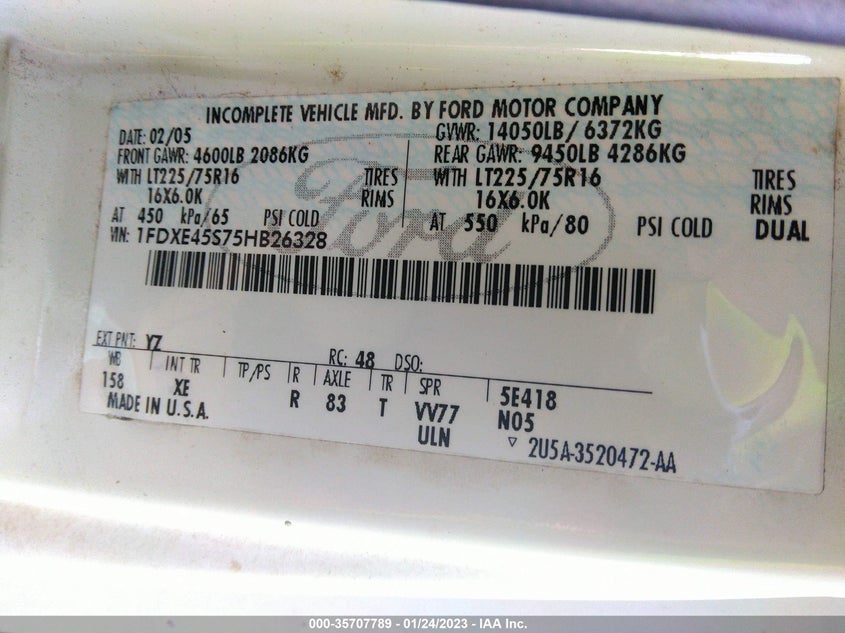 INCOMPLETE VEHICLE MFD. BY FORD MOTOR COMPANY
DATE: 02/05 GVWR: 14050LB/ 6372KG
FRONT GAWR: 4600LB 2086KG REAR GAWR: 9450LB 4286KG
WITH LT225/75R16 TIRES WITH LT225/75R16 TIRES
16X6.0K RIMS 16X6.0K RIMS
AT 450 kPa/65 PSI COLD AT 550 kPa/80 PSI COLD DUAL
VIN: 1FDXE45S75HB26328
Ford
EXT PNT: YZ RC: 48 DSO:
WB INT TR TP/PS R AXLE TR SPR 5E418
158 XE R 83 T VV77 N05
MADE IN U.S.A. ULN ▽ 2U5A-3520472-AA
000-35707789 - 01/24/2023 - IAA Inc.